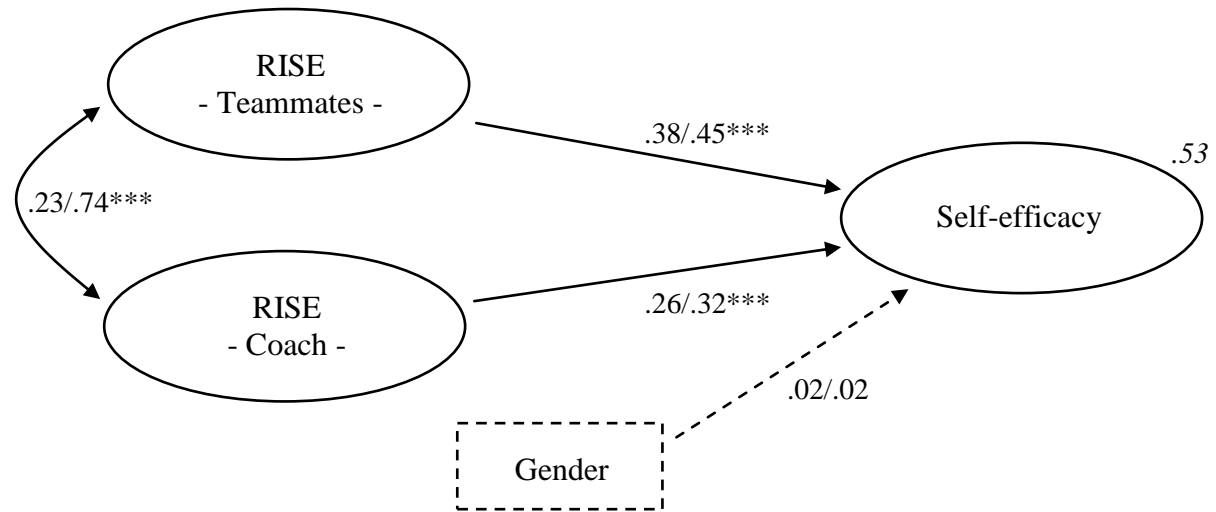 RISE
- Teammates -
.38/.45***
.53
.23/.74***
Self-efficacy
RISE
- Coach -
.26/.32***
.02/.02
Gender